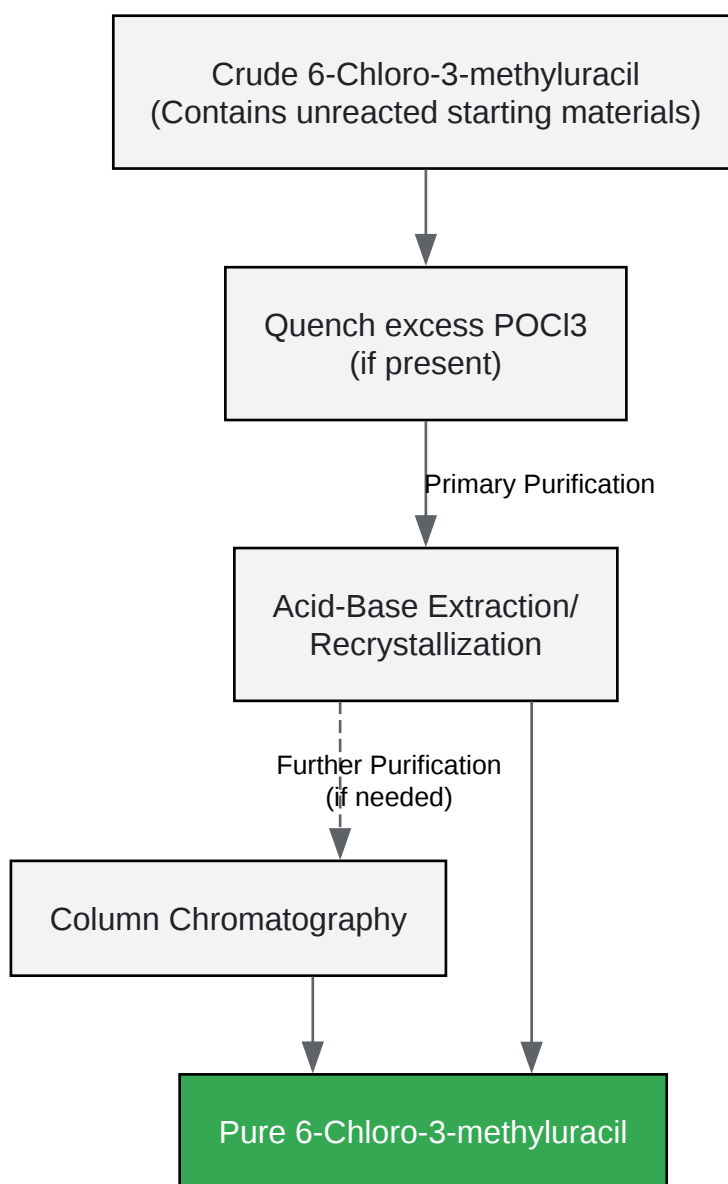 Crude 6-Chloro-3-methyluracil
(Contains unreacted starting materials)
Quench excess POCl3
(if present)
Primary Purification
Acid-Base Extraction/
Recrystallization
Further Purification
(if needed)
Column Chromatography
Pure 6-Chloro-3-methyluracil